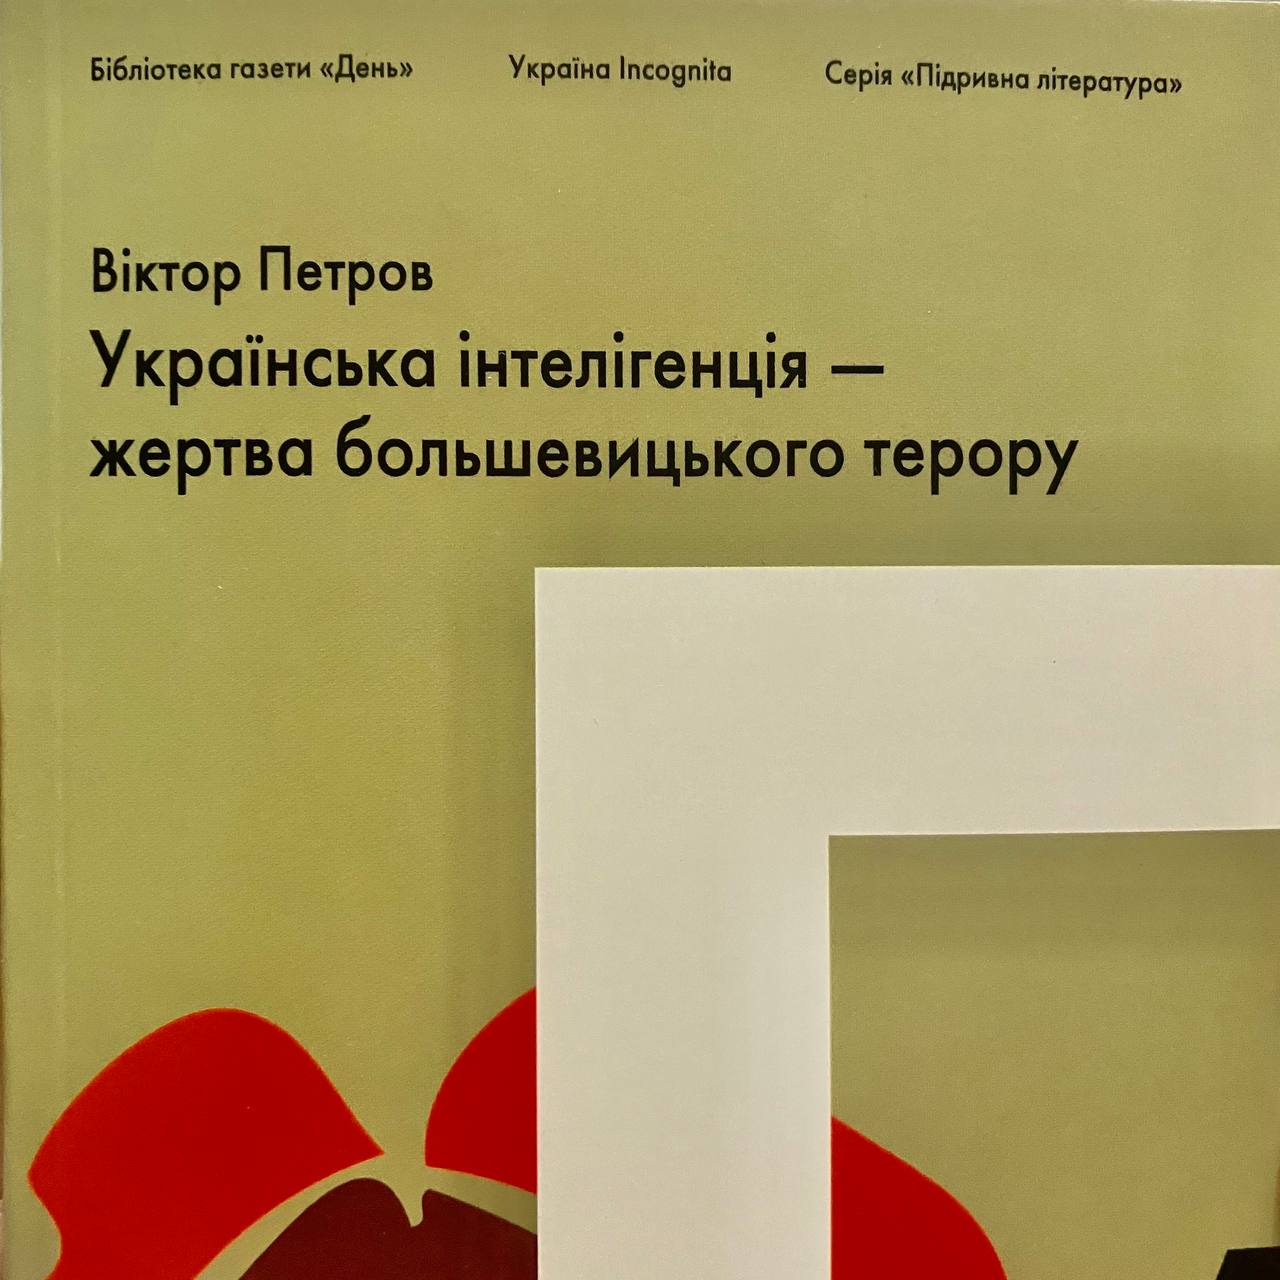 Бібліотека газети «День» Україна Incognita Серія «Підривна література»
Віктор Петров
Українська інтелігенція —
жертва большевицького терору